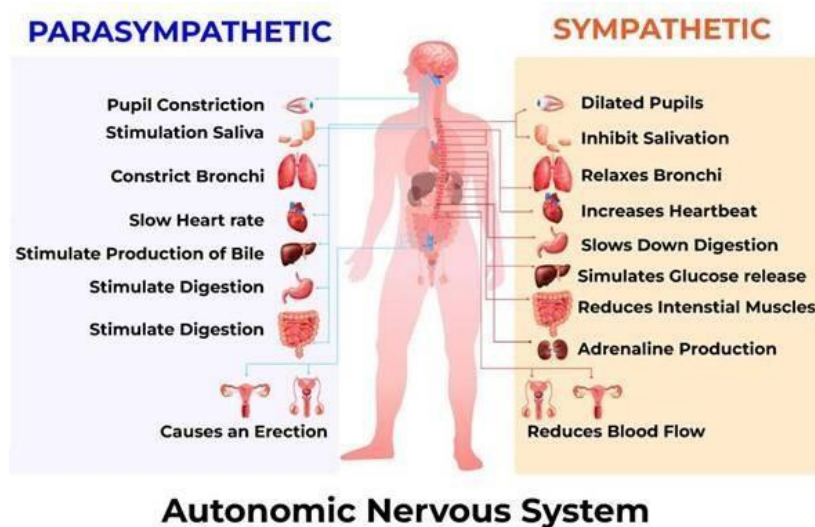 PARASYMPATHETIC
Pupil Constriction
Stimulation Saliva
Constrict Bronchi
Slow Heart rate
Stimulate Production of Bile
Stimulate Digestion
Stimulate Digestion
Causes an Erection
SYMPATHETIC
Dilated Pupils
Inhibit Salivation
Relaxes Bronchi
Increases Heartbeat
Slows Down Digestion
Simulates Glucose release
Reduces Intenstial Muscles
Adrenaline Production
Reduces Blood Flow
Autonomic Nervous System